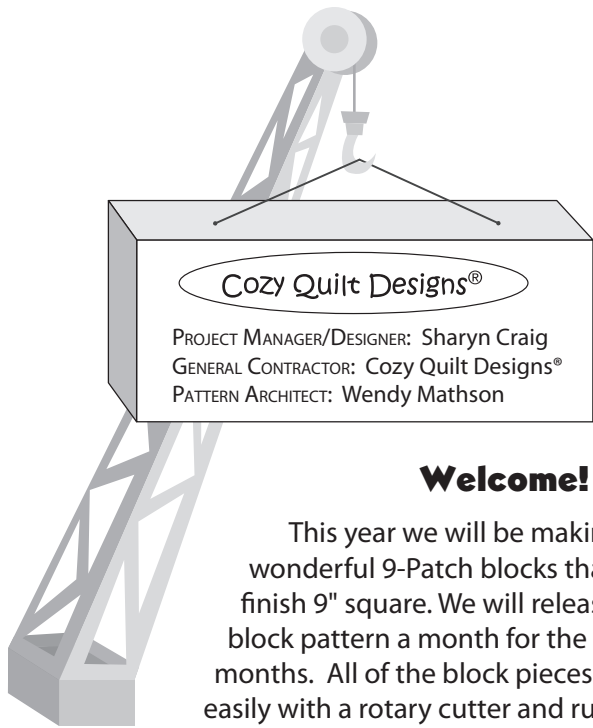 Cozy Quilt Designs®
PROJECT MANAGER/DESIGNER: Sharyn Craig
GENERAL CONTRACTOR: Cozy Quilt Designs®
PATTERN ARCHITECT: Wendy Mathson
Welcome!
This year we will be makin
wonderful 9-Patch blocks tha
finish 9" square. We will releas
block pattern a month for the
months. All of the block pieces
easily with a rotary cutter and ru